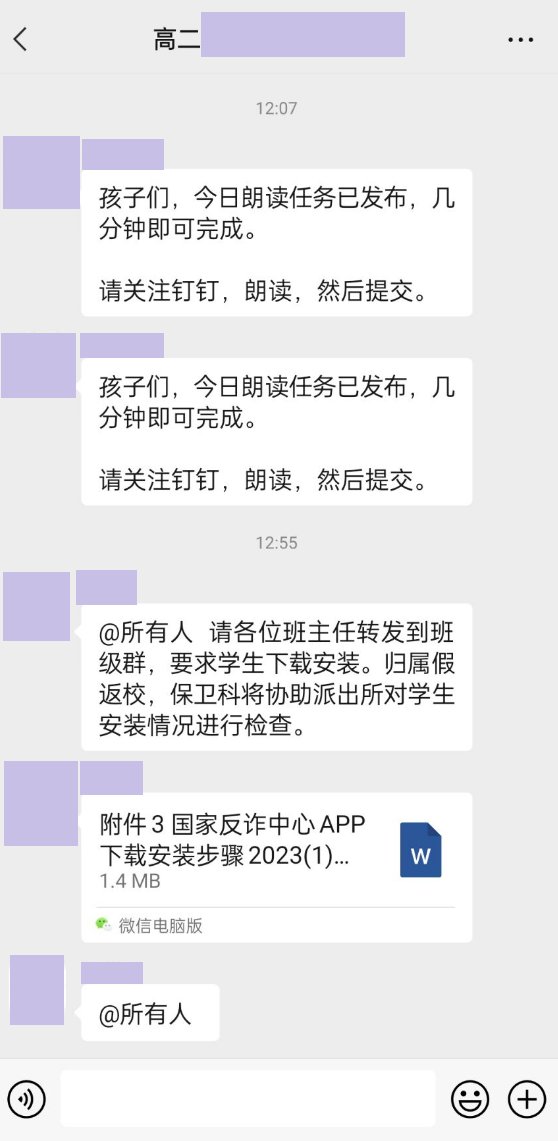 高二
12:07
孩子们，今日朗读任务已发布，几
分钟即可完成。
请关注钉钉，朗读，然后提交。
孩子们，今日朗读任务已发布，几
分钟即可完成。
请关注钉钉，朗读，然后提交。
12:55
@所有人 请各位班主任转发到班
级群，要求学生下载安装。归属假
返校，保卫科将协助派出所对学生
安装情况进行检查。
附件3 国家反诈中心APP
下载安装步骤2023(1)...
1.4 MB
微信电脑版
@所有人